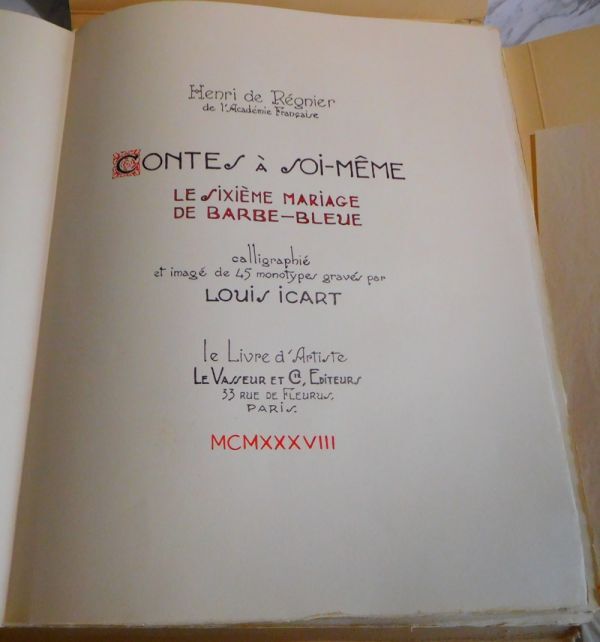 Henri de Régnier
de l'Académie Française
CONTES À SOI-MÊME
LE SIXIÈME MARIAGE
DE BARBE-BLEUE
calligraphié
et imagé de 45 monotypes gravés par
LOUIS ICART
le Livre d'Artiste
LE VASSEUR ET Cie, EDITEURS
33 RUE DE FLEURUS.
PARIS.
MCMXXXVIII